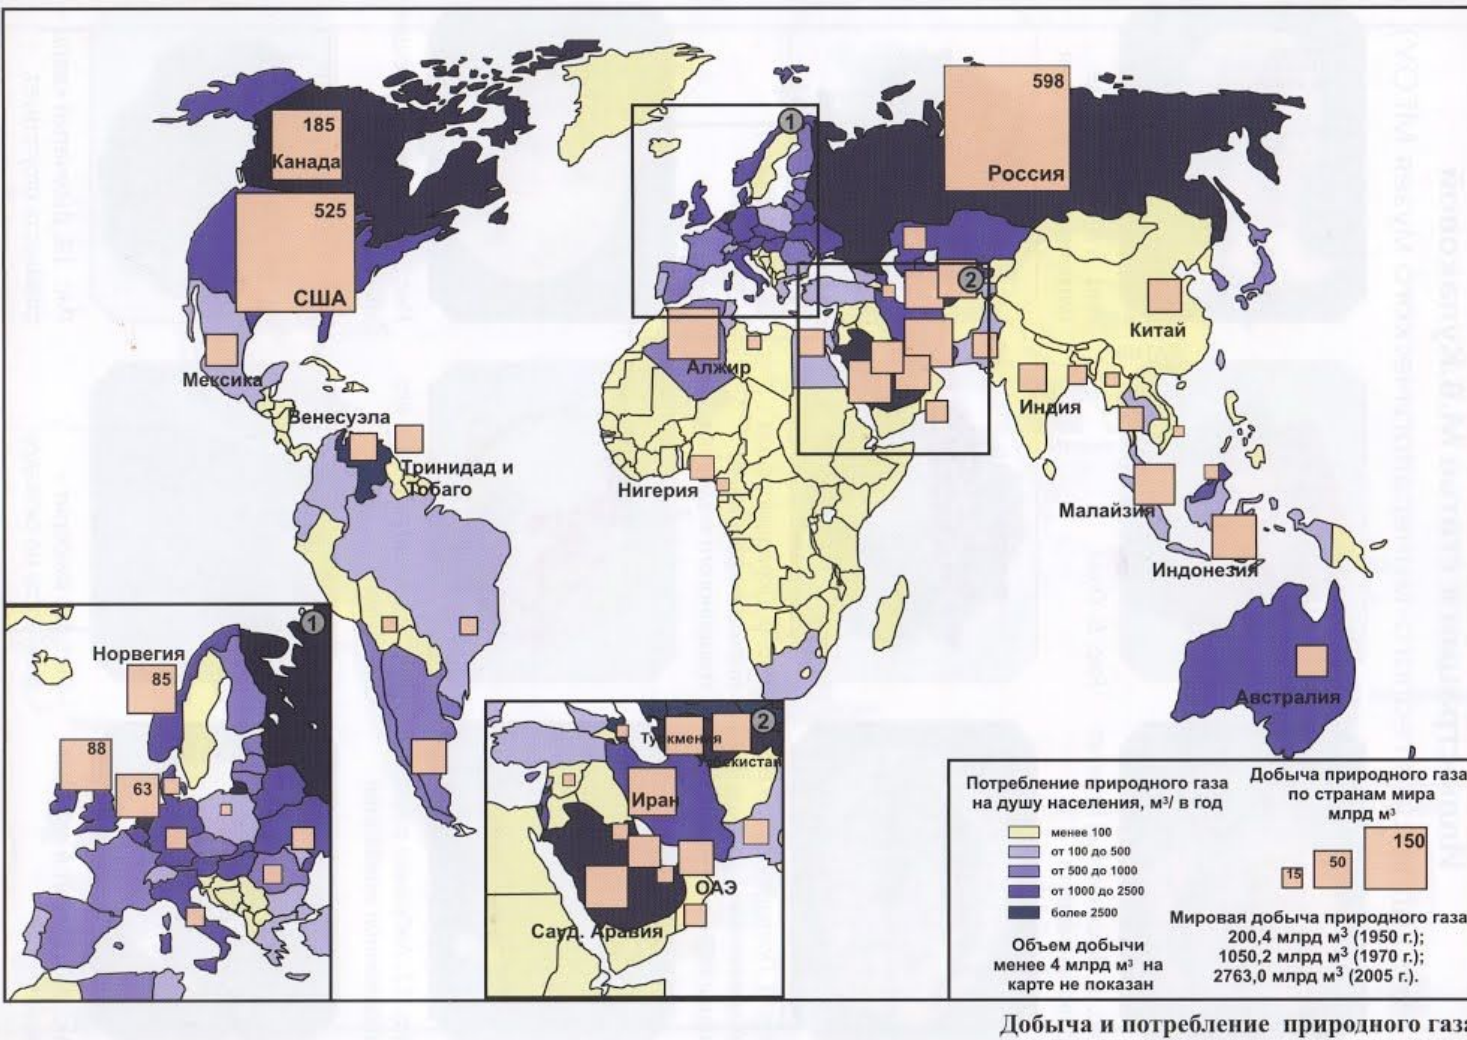 598
1
185
Канада
Россия
525
США
2
Китай
Мексика
Алжир
Индия
Венесуэла
Тринидад и
Тобаго
Нигерия
Малайзия
Индонезия
Австралия
1
Норвегия
85
88
63
2
Туркмения
Узбекистан
Иран
ОАЭ
Сауд. Аравия
Потребление природного газа
на душу населения, м³/ в год
менее 100
от 100 до 500
от 500 до 1000
от 1000 до 2500
более 2500
Объем добычи
менее 4 млрд м³ на
карте не показан
Добыча природного газа
по странам мира
млрд м³
15
50
150
Мировая добыча природного газа
200,4 млрд м³ (1950 г.);
1050,2 млрд м³ (1970 г.);
2763,0 млрд м³ (2005 г.).
Добыча и потребление природного газа